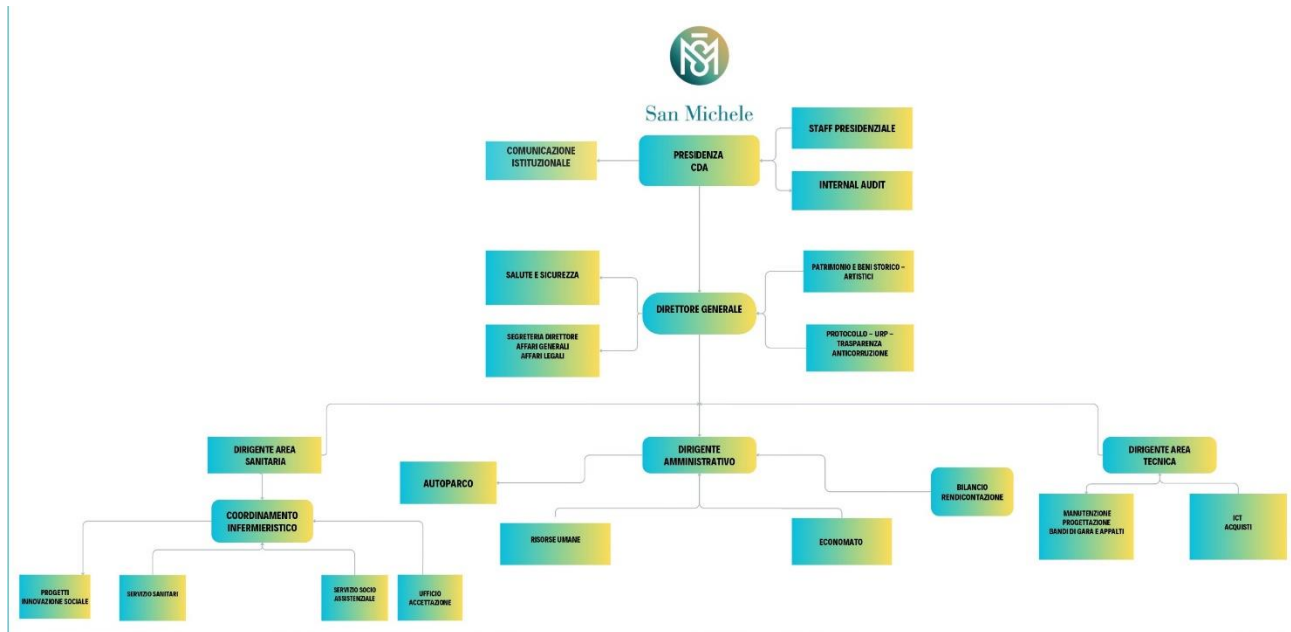 San Michele
STAFF PRESIDENZIALE
COMUNICAZIONE
ISTITUZIONALE
PRESIDENZA
CDA
INTERNAL AUDIT
SALUTE E SICUREZZA
PATRIMONIO E BENI STORICO –
ARTISTICI
DIRETTORE GENERALE
SEGRETERIA DIRETTORE
AFFARI GENERALI
AFFARI LEGALI
PROTOCOLLO – URP –
TRASPARENZA
ANTICORRUZIONE
DIRIGENTE AREA
SANITARIA
DIRIGENTE
AMMINISTRATIVO
DIRIGENTE AREA
TECNICA
AUTOPARCO
BILANCIO
RENDICONTAZIONE
COORDINAMENTO
INFERMIERISTICO
RISORSE UMANE
ECONOMATO
MANUTENZIONE
PROGETTAZIONE
BANDI DI GARA E APPALTI
ICT
ACQUISTI
PROGETTI
INNOVAZIONE SOCIALE
SERVIZIO SANITARI
SERVIZIO SOCIO
ASSISTENZIALE
UFFICIO
ACCETTAZIONE